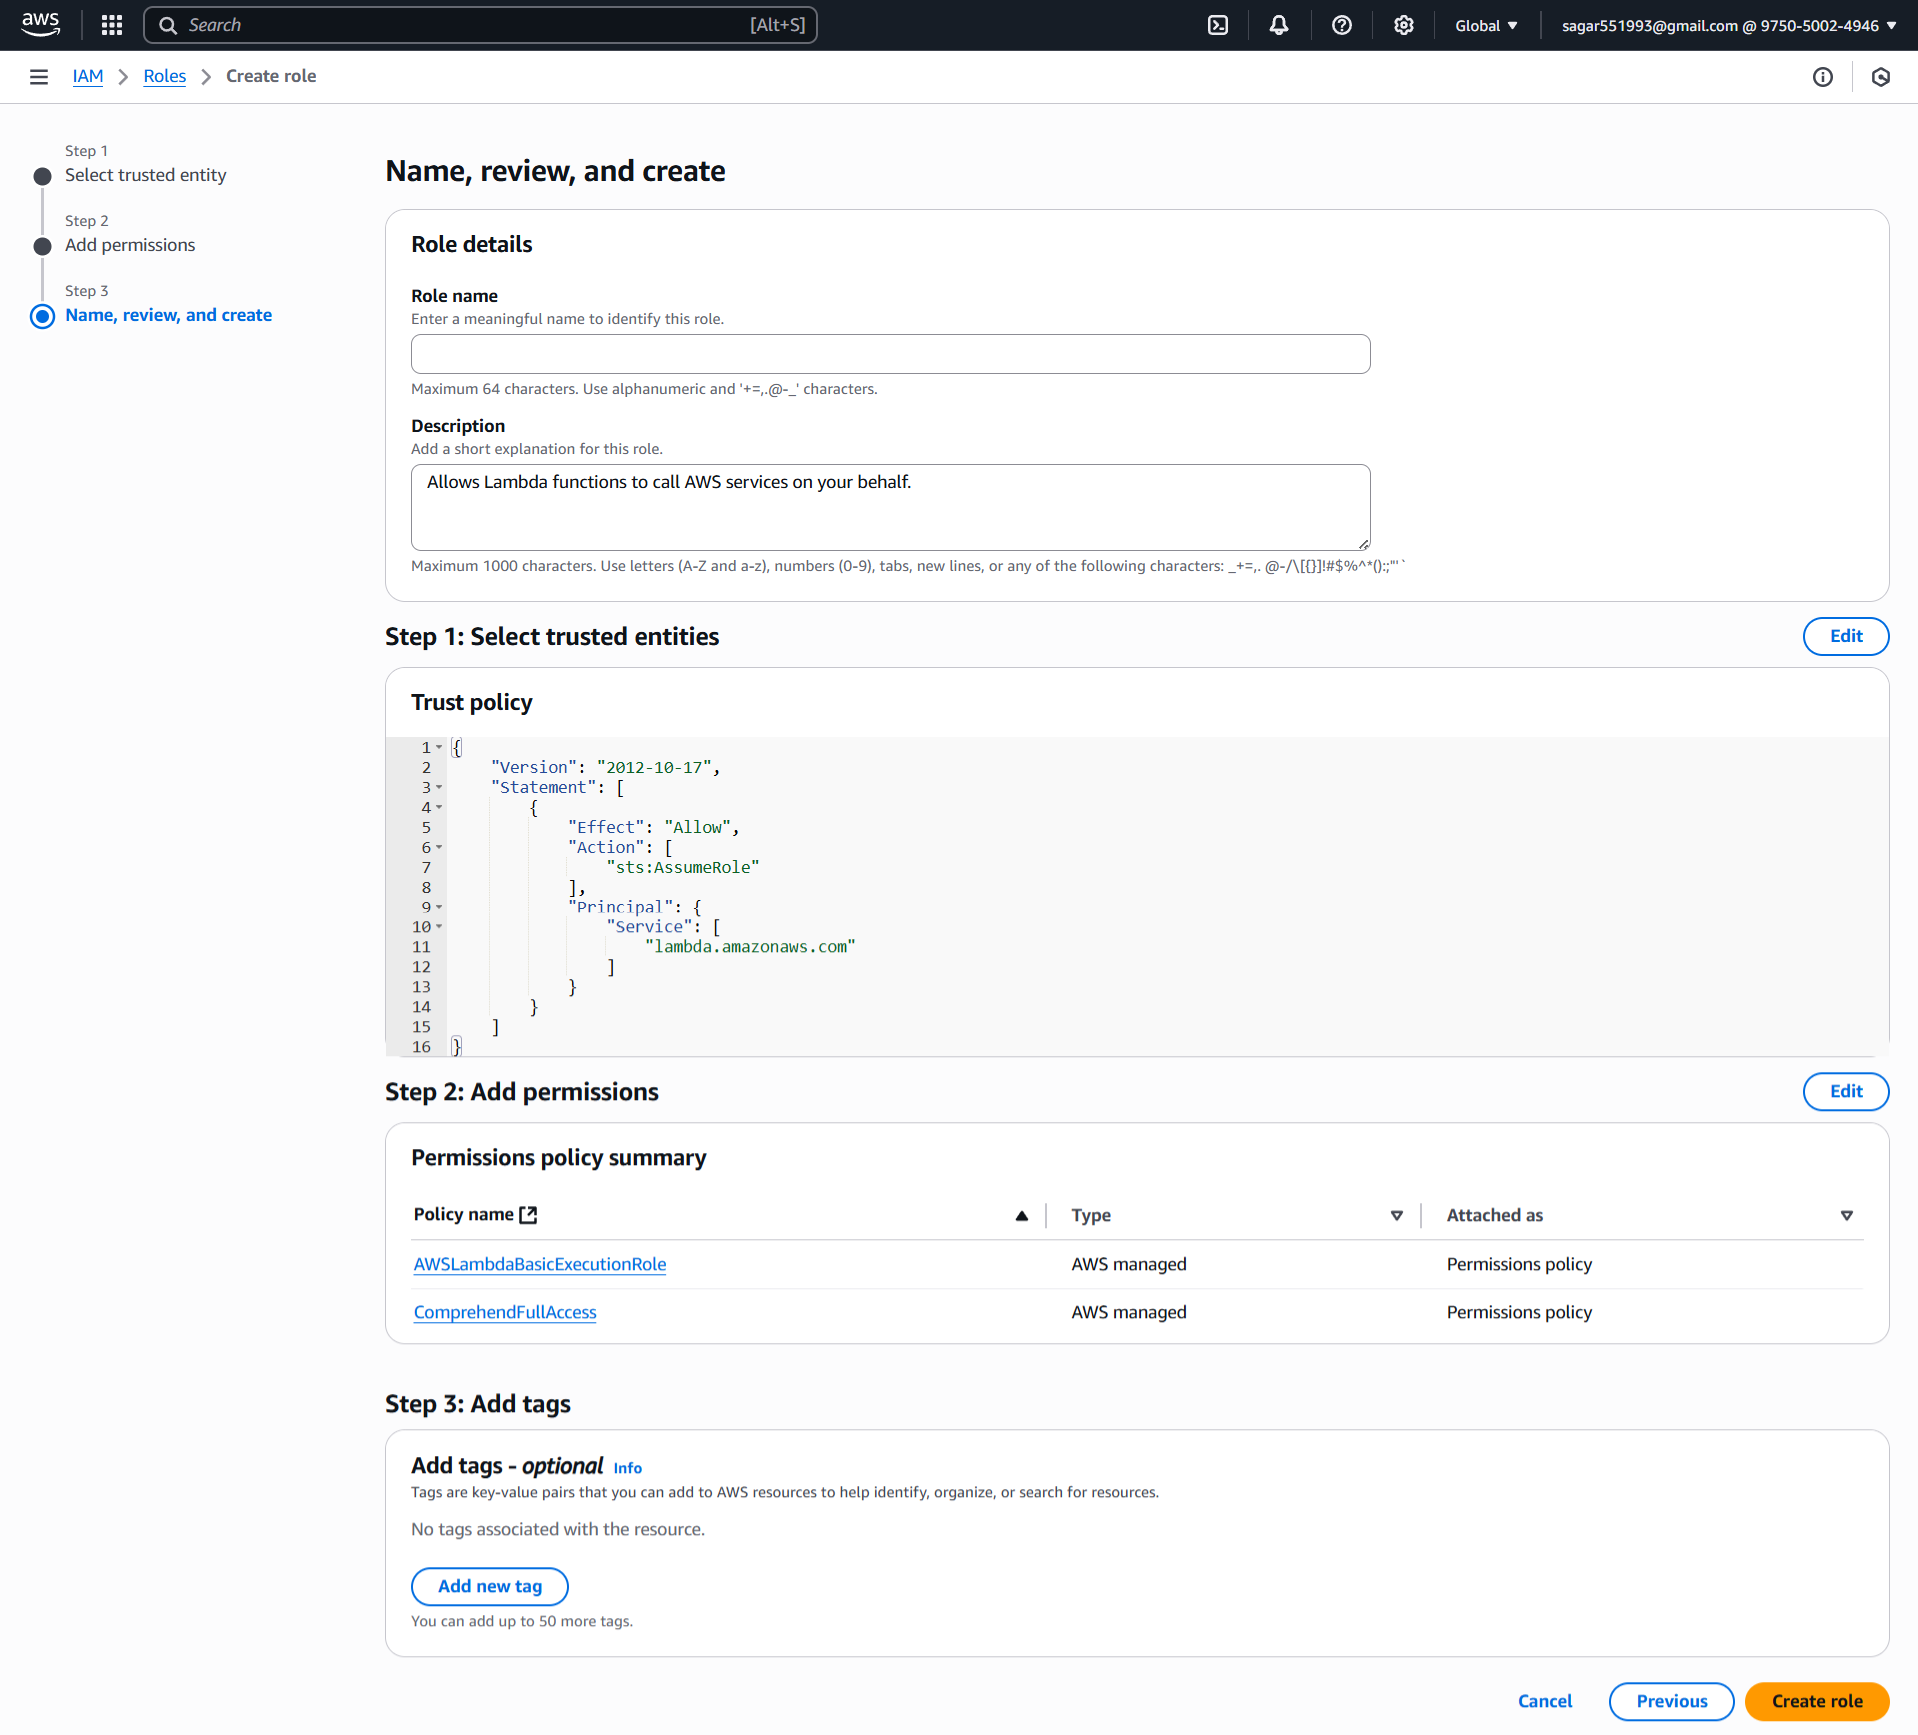 aws
Search [Alt+S]
Global
sagar551993@gmail.com @ 9750-5002-4946
IAM
Roles
Create role
Step 1
Select trusted entity
Step 2
Add permissions
Step 3
Name, review, and create
Name, review, and create
Role details
Role name
Enter a meaningful name to identify this role.
Maximum 64 characters. Use alphanumeric and '+=,.@-_' characters.
Description
Add a short explanation for this role.
Allows Lambda functions to call AWS services on your behalf.
Maximum 1000 characters. Use letters (A-Z and a-z), numbers (0-9), tabs, new lines, or any of the following characters: _+=,. @-/\[{}]!#$%^*();:"'`
Step 1: Select trusted entities
Edit
Trust policy
1 {
2 "Version": "2012-10-17",
3 "Statement": [
4 {
5 "Effect": "Allow",
6 "Action": [
7 "sts:AssumeRole"
8 ],
9 "Principal": {
10 "Service": [
11 "lambda.amazonaws.com"
12 ]
13 }
14 }
15 ]
16 }
Step 2: Add permissions
Edit
Permissions policy summary
Policy name Type Attached as
AWSLambdaBasicExecutionRole AWS managed Permissions policy
ComprehendFullAccess AWS managed Permissions policy
Step 3: Add tags
Add tags - optional Info
Tags are key-value pairs that you can add to AWS resources to help identify, organize, or search for resources.
No tags associated with the resource.
Add new tag
You can add up to 50 more tags.
Cancel
Previous
Create role